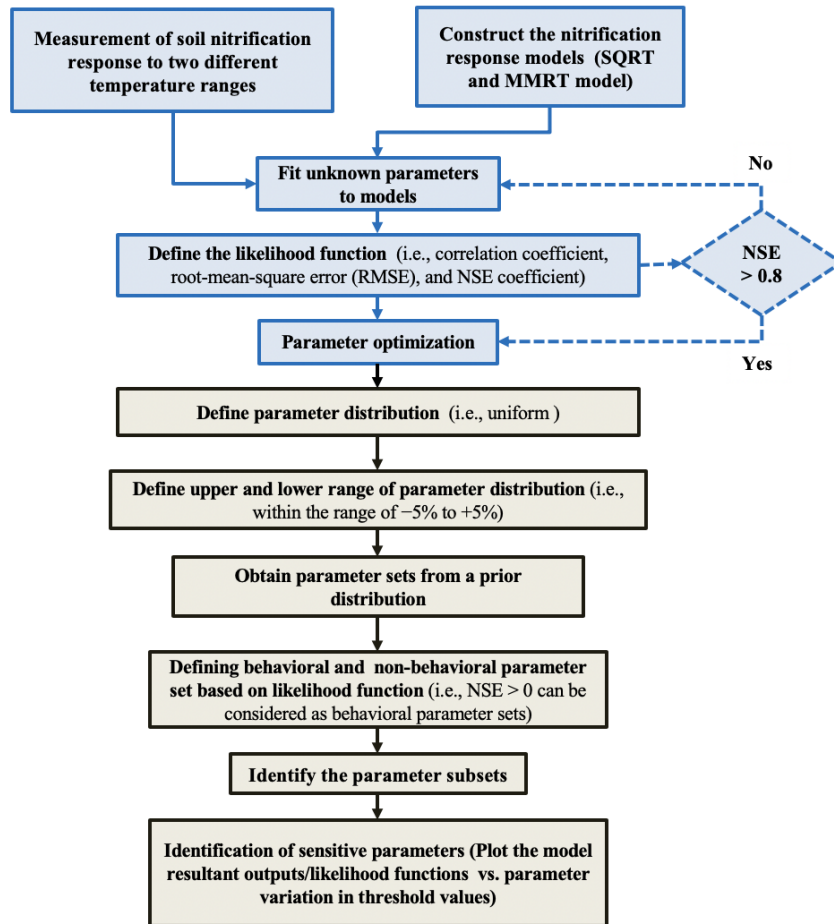 Measurement of soil nitrification
response to two different
temperature ranges
Construct the nitrification
response models (SQRT
and MMRT model)
Fit unknown parameters
to models
No
Define the likelihood function (i.e., correlation coefficient,
root-mean-square error (RMSE), and NSE coefficient)
NSE
> 0.8
Parameter optimization
Yes
Define parameter distribution (i.e., uniform )
Define upper and lower range of parameter distribution (i.e.,
within the range of −5% to +5%)
Obtain parameter sets from a prior
distribution
Defining behavioral and non-behavioral parameter
set based on likelihood function (i.e., NSE > 0 can be
considered as behavioral parameter sets)
Identify the parameter subsets
Identification of sensitive parameters (Plot the model
resultant outputs/likelihood functions vs. parameter
variation in threshold values)